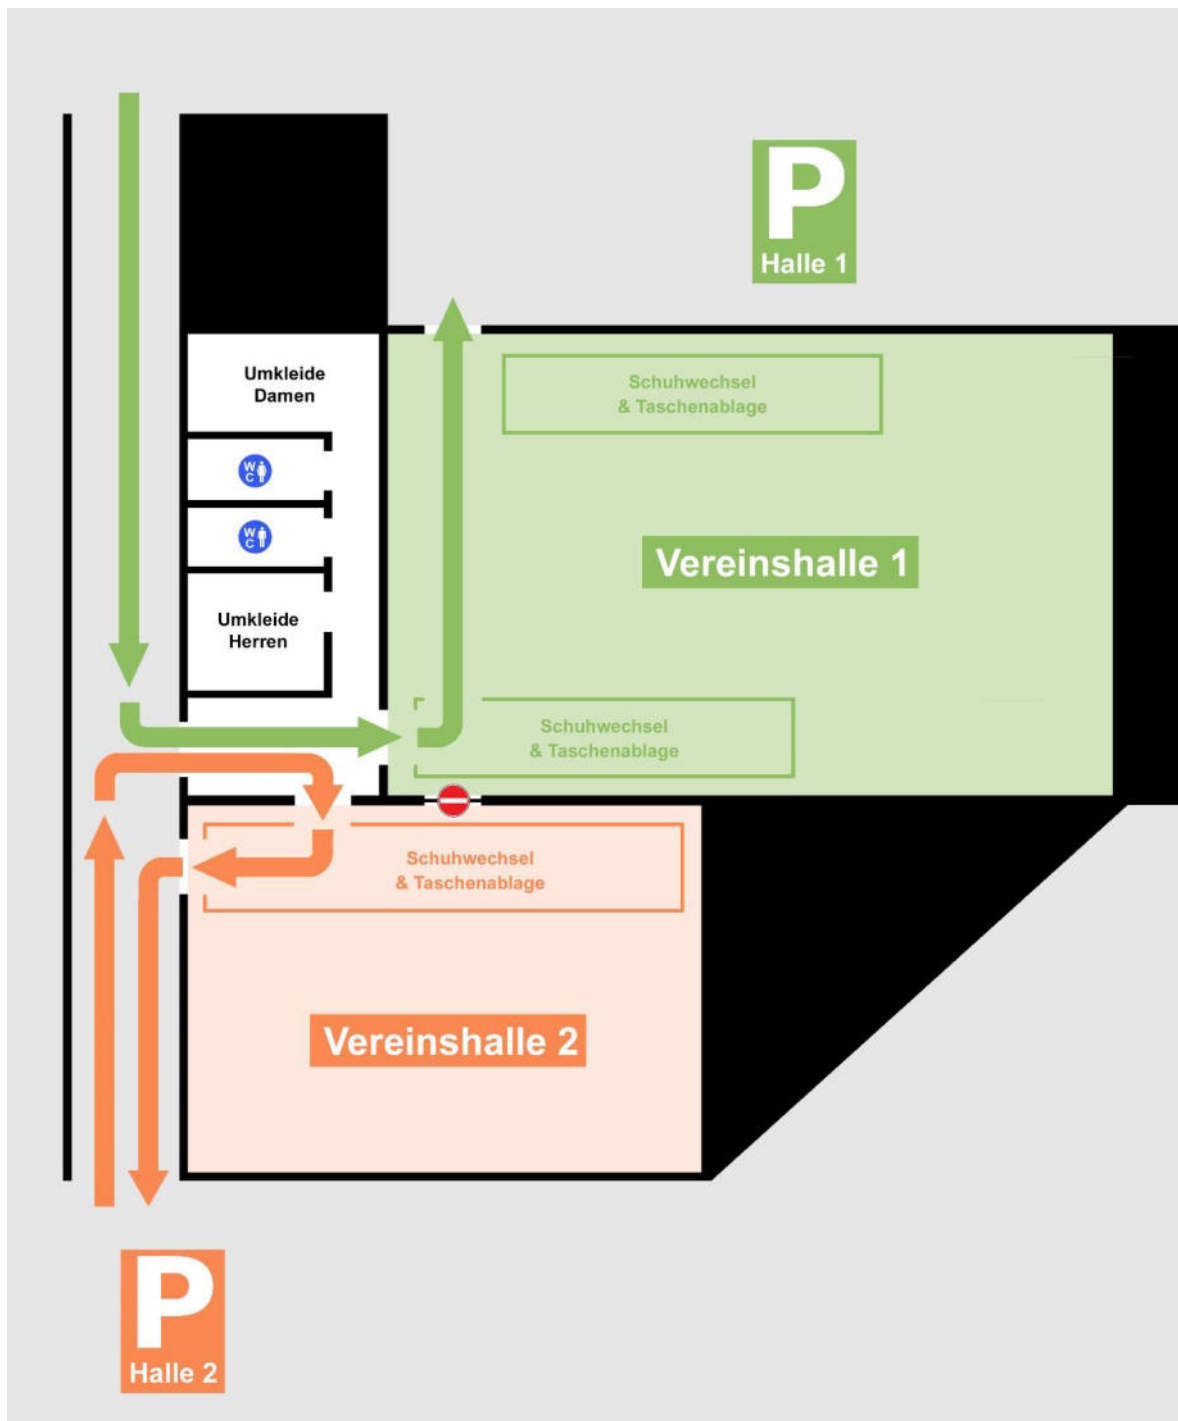 P
Halle 1
Umkleide
Damen
Schuhwechsel
& Taschenablage
WC
WC
Vereinshalle 1
Umkleide
Herren
Schuhwechsel
& Taschenablage
Schuhwechsel
& Taschenablage
Vereinshalle 2
P
Halle 2